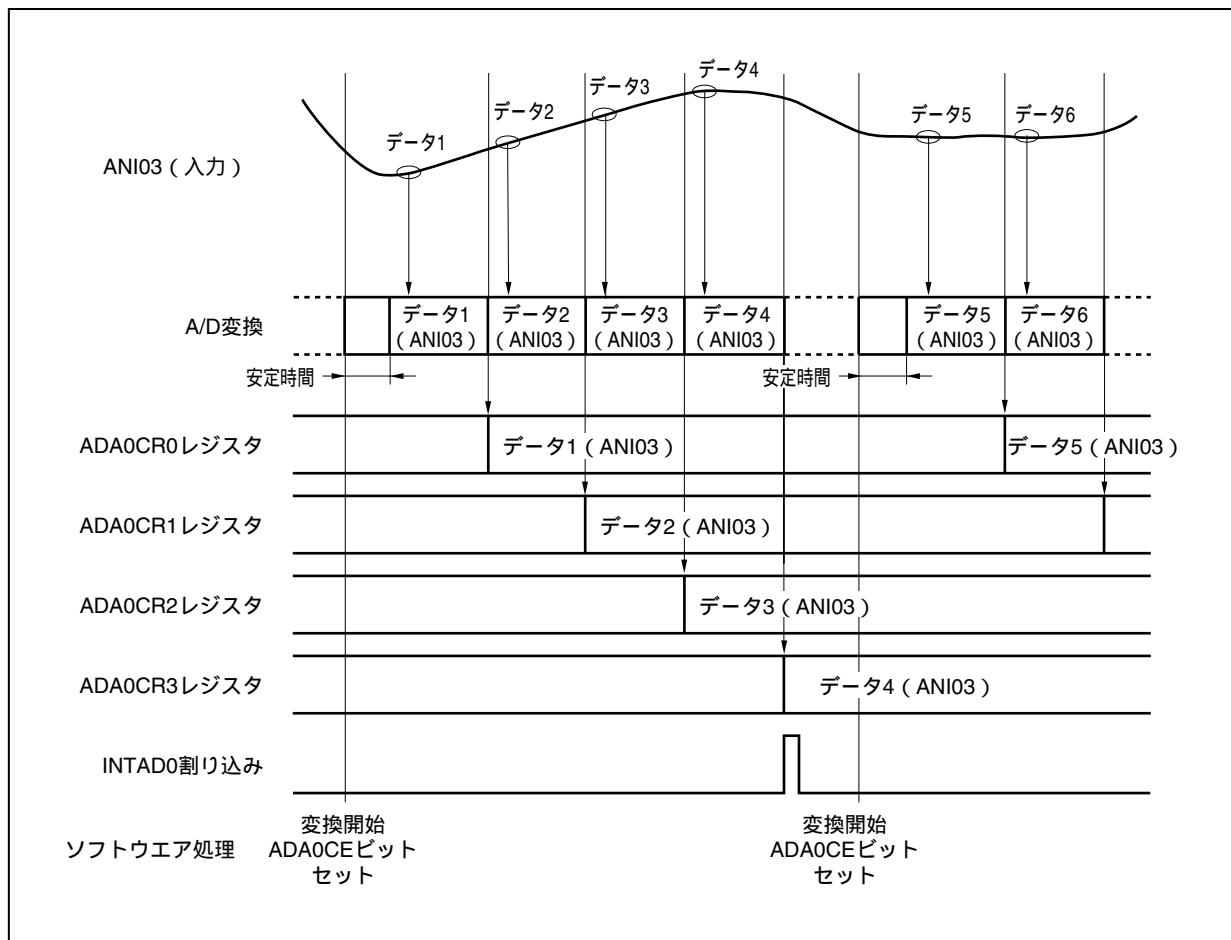 データ1
データ2
データ3
データ4
データ5
データ6
ANI03（入力）
A/D変換
データ1
（ANI03）
データ2
（ANI03）
データ3
（ANI03）
データ4
（ANI03）
データ5
（ANI03）
データ6
（ANI03）
安定時間
安定時間
ADA0CR0レジスタ
データ1（ANI03）
データ5（ANI03）
ADA0CR1レジスタ
データ2（ANI03）
ADA0CR2レジスタ
データ3（ANI03）
ADA0CR3レジスタ
データ4（ANI03）
INTAD0割り込み
ソフトウエア処理
変換開始
ADA0CEビット
セット
変換開始
ADA0CEビット
セット